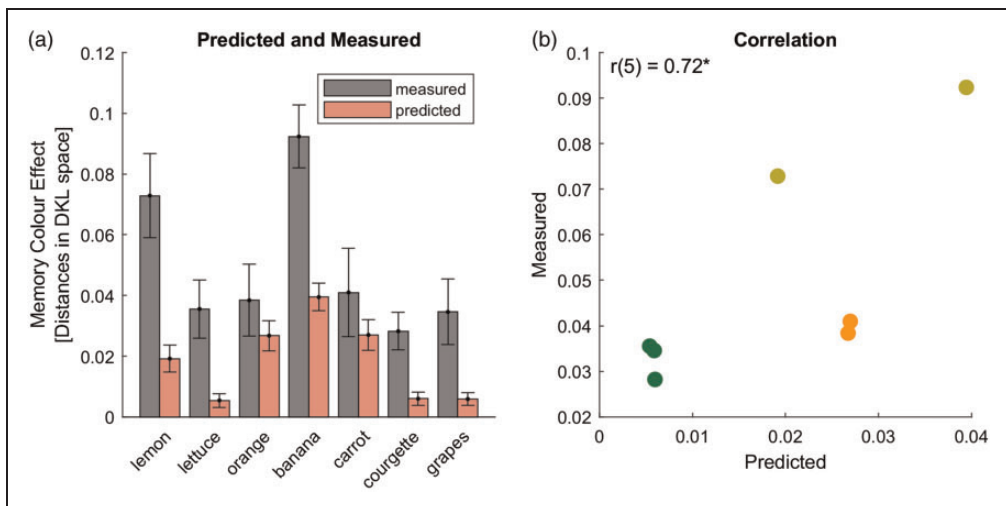 (a)
Predicted and Measured
0.12
0.1
0.08
0.06
0.04
0.02
0
Memory Colour Effect
[Distances in DKL space]
measured
predicted
lemon
lettuce
orange
banana
carrot
courgette
grapes
(b)
Correlation
r(5) = 0.72*
0.1
0.09
0.08
0.07
0.06
0.05
0.04
0.03
0.02
Measured
0
0.01
0.02
0.03
0.04
Predicted